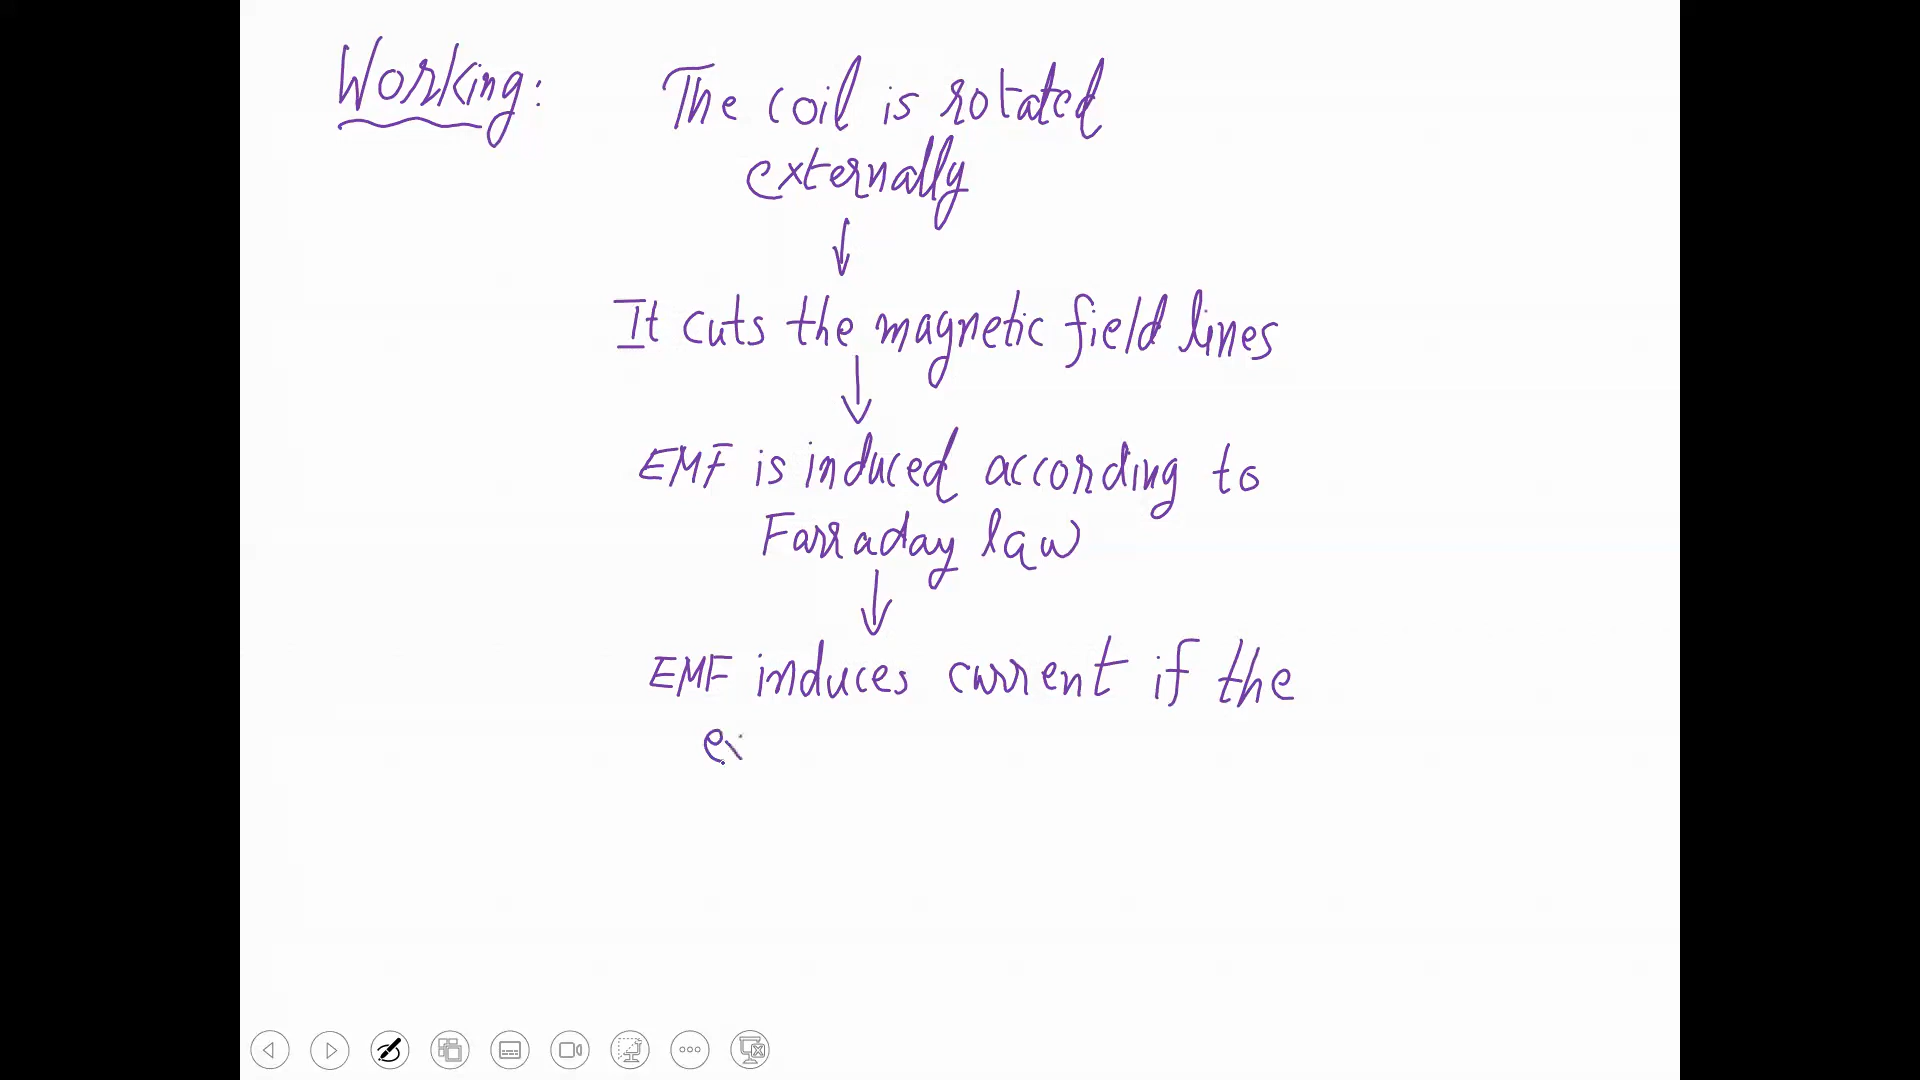 Working:
The coil is rotated
externally
It cuts the magnetic field lines
EMF is induced according to
Farraday law
EMF induces current if the